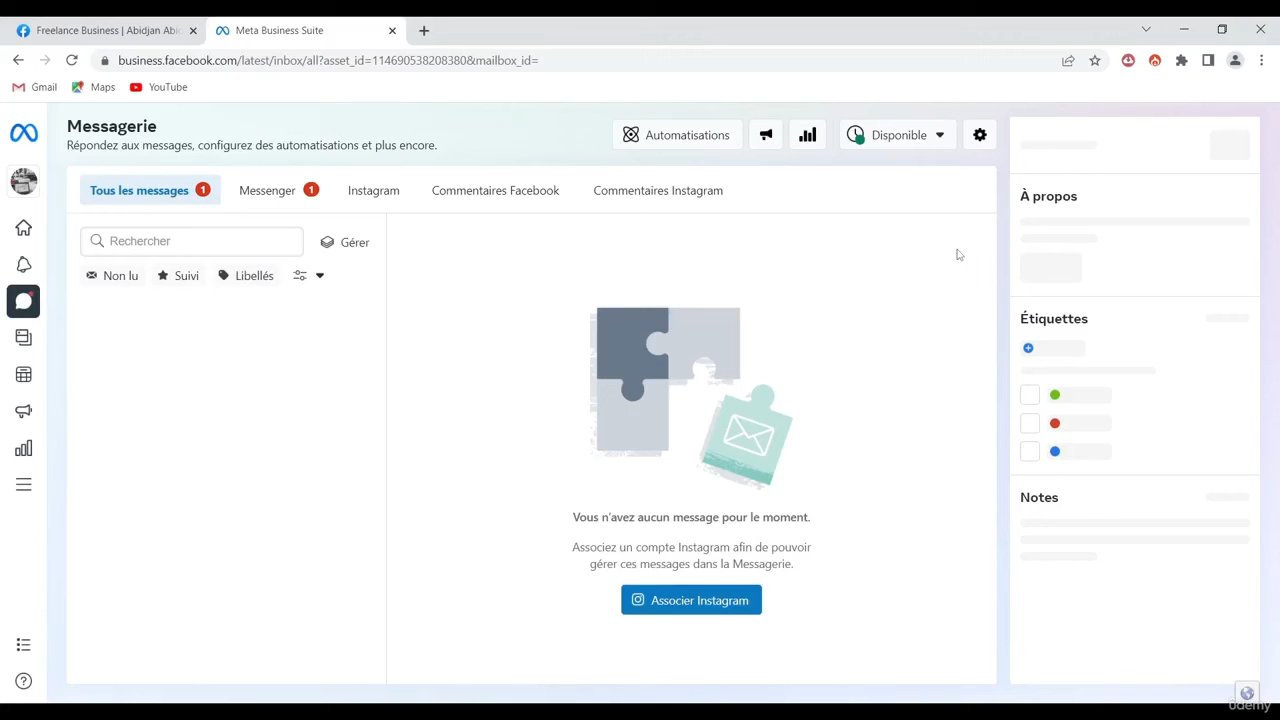 Freelance Business | Abidjan Abi
Meta Business Suite
business.facebook.com/latest/inbox/all?asset_id=114690538208380&mailbox_id=
Gmail
Maps
YouTube
Messagerie
Répondez aux messages, configurez des automatisations et plus encore.
Automatisations
Disponible
Tous les messages 1
Messenger 1
Instagram
Commentaires Facebook
Commentaires Instagram
Rechercher
Gérer
Non lu
Suivi
Libellés
Vous n'avez aucun message pour le moment.
Associez un compte Instagram afin de pouvoir
gérer ces messages dans la Messagerie.
Associer Instagram
À propos
Étiquettes
Notes
ûdemy